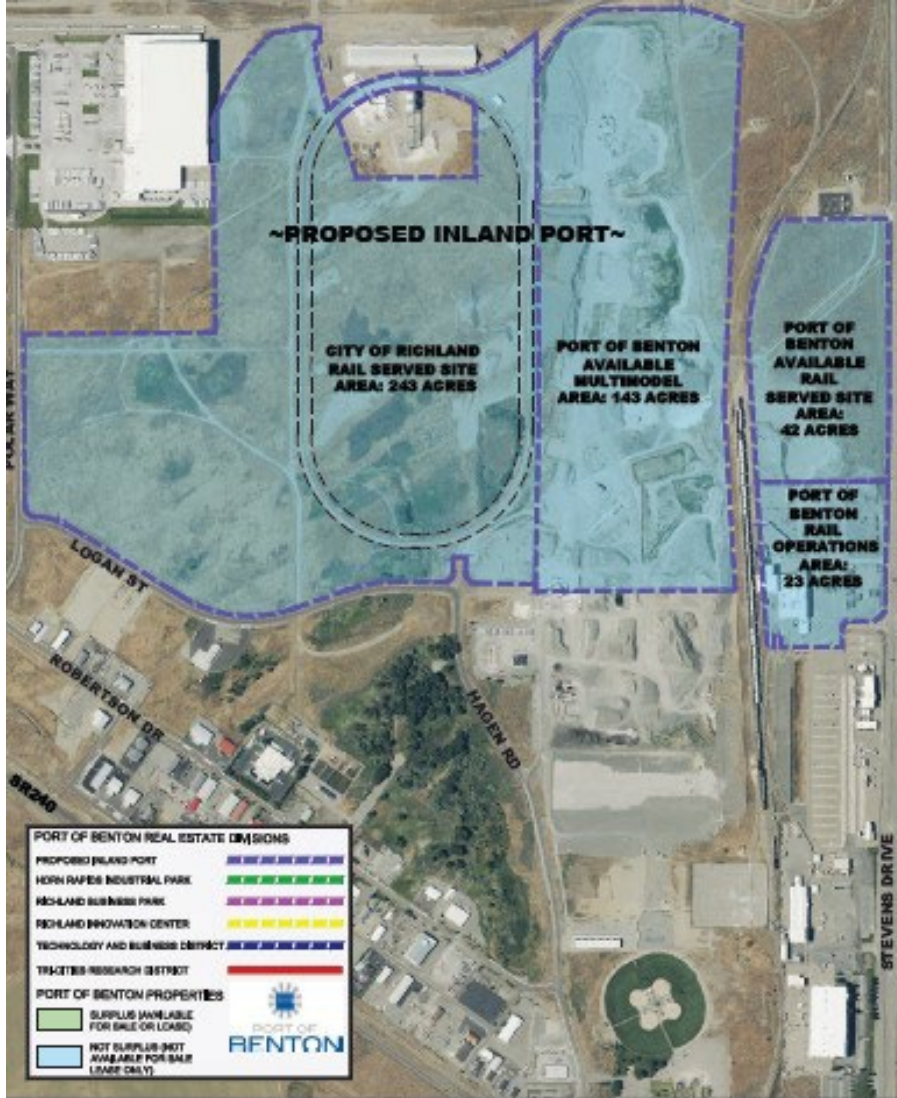 ~PROPOSED INLAND PORT~
CITY OF RICHLAND
RAIL SERVED SITE
AREA: 243 ACRES
PORT OF BENTON
AVAILABLE
MULTIMODEL
AREA: 143 ACRES
PORT OF
BENTON
AVAILABLE
RAIL
SERVED SITE
AREA:
42 ACRES
PORT OF
BENTON
RAIL
OPERATIONS
AREA:
23 ACRES
POLAR WAY
LOGAN ST
ROBERTSON DR
HAGEN RD
SR240
STEVENS DRIVE
PORT OF BENTON REAL ESTATE DIVISIONS
PROPOSED INLAND PORT
HORN RAPIDS INDUSTRIAL PARK
RICHLAND BUSINESS PARK
RICHLAND INNOVATION CENTER
TECHNOLOGY AND BUSINESS DISTRICT
TRI-CITIES RESEARCH DISTRICT
PORT OF BENTON PROPERTIES
SURPLUS (AVAILABLE
FOR SALE OR LEASE)
NOT SURPLUS (NOT
AVAILABLE FOR SALE
LEASE ONLY)
PORT OF
BENTON